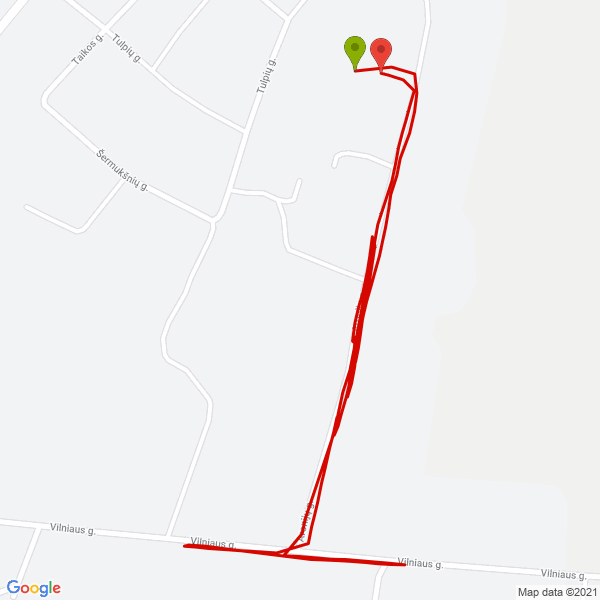 Tulpių g.
Taikos g.
Tulpių g.
Šermukšnių g.
Vilniaus g.
Vilniaus g.
Vilniaus g.
Vilniaus g.
Google
Map data ©2021